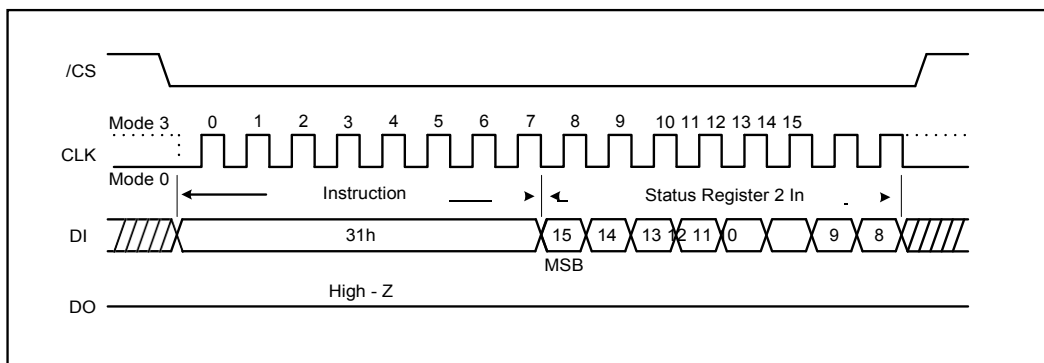 /CS
Mode 3 0 1 2 3 4 5 6 7 8 9 10 11 12 13 14 15
CLK
Mode 0
Instruction Status Register 2 In
DI 31h 15 14 13 12 11 0 9 8
MSB
High - Z
DO